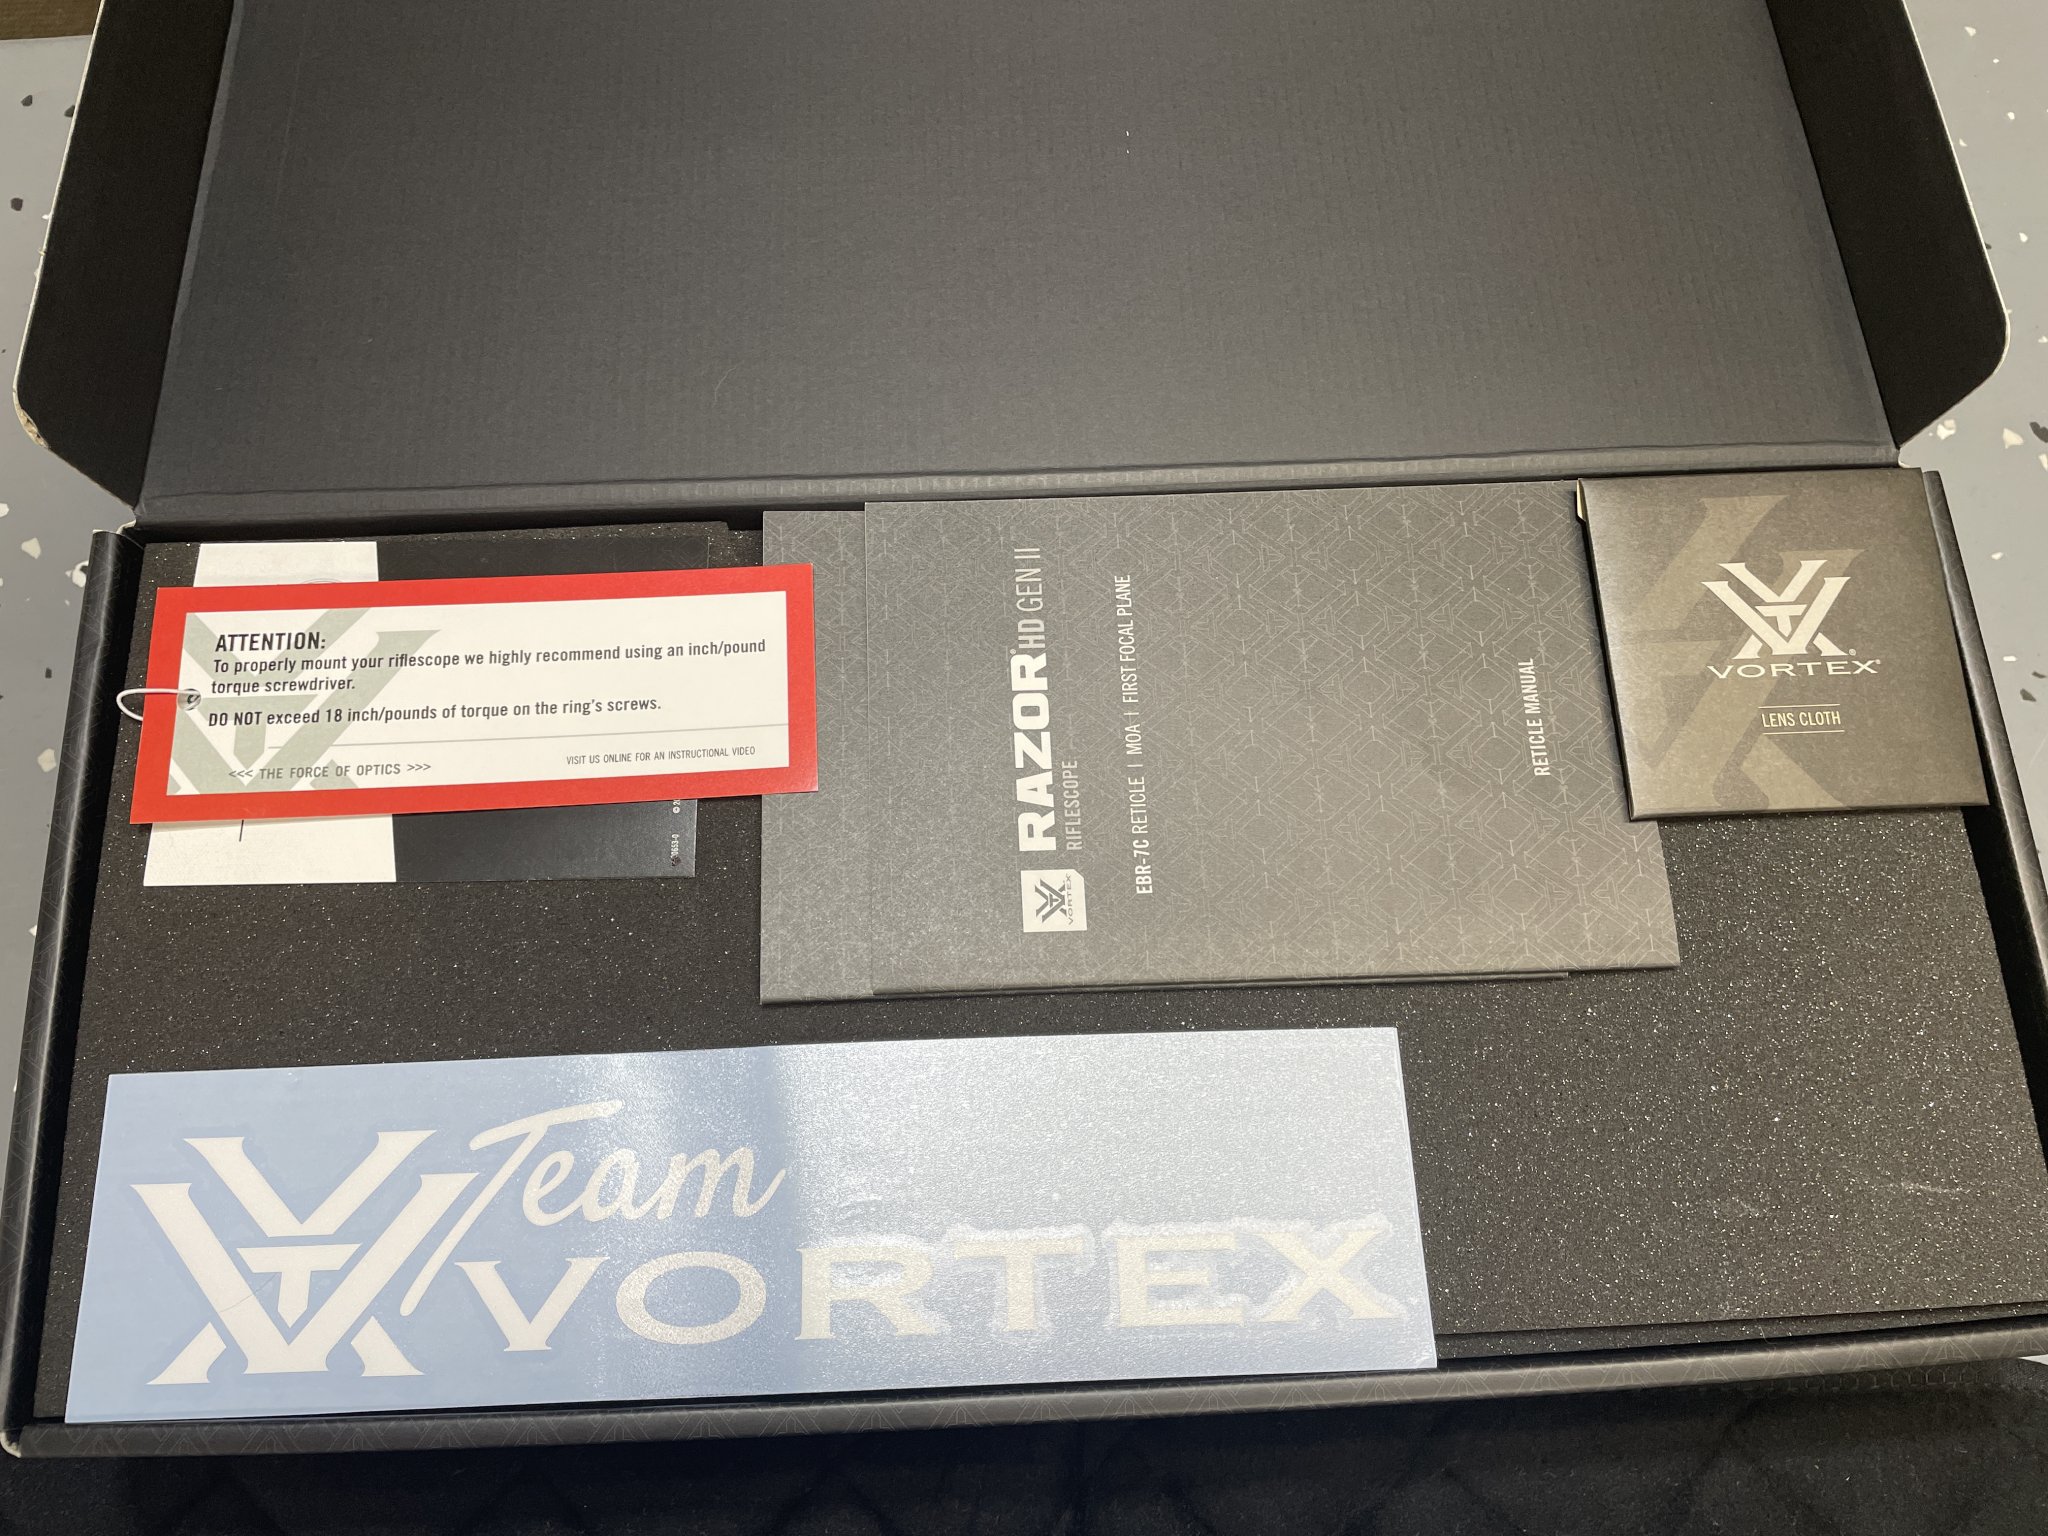 ATTENTION:
To properly mount your riflescope we highly recommend using an inch/pound
torque screwdriver.
DO NOT exceed 18 inch/pounds of torque on the ring's screws.
VISIT US ONLINE FOR AN INSTRUCTIONAL VIDEO
<<< THE FORCE OF OPTICS >>>
VORTEX
RAZOR® HD GEN II
RIFLESCOPE
EBR-7C RETICLE | MOA | FIRST FOCAL PLANE
RETICLE MANUAL
VORTEX®
LENS CLOTH
Team
VORTEX